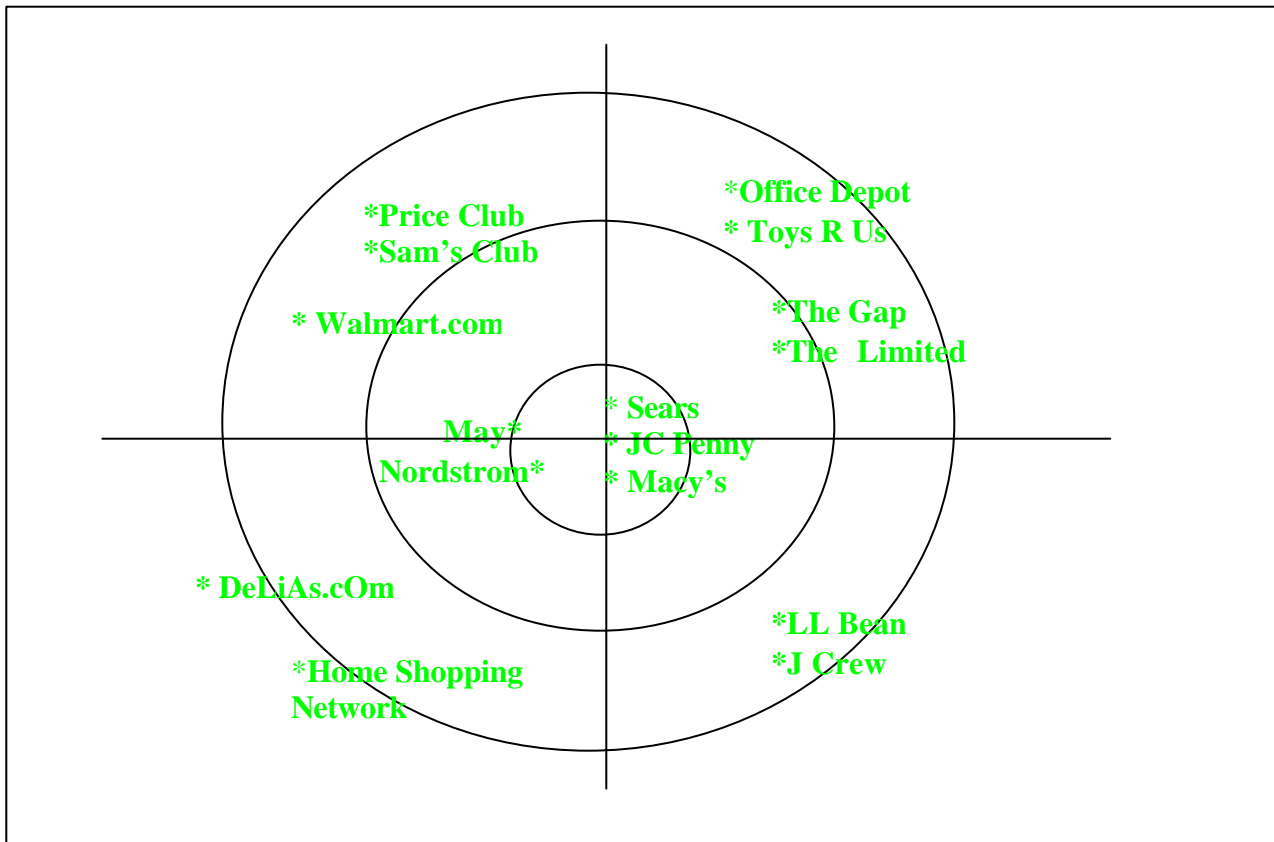 *Office Depot
*Price Club
* Toys R Us
*Sam’s Club
*The Gap
* Walmart.com
*The Limited
* Sears
May*
* JC Penny
Nordstrom*
* Macy’s
* DeLiAs.cOm
*LL Bean
*J Crew
*Home Shopping
Network